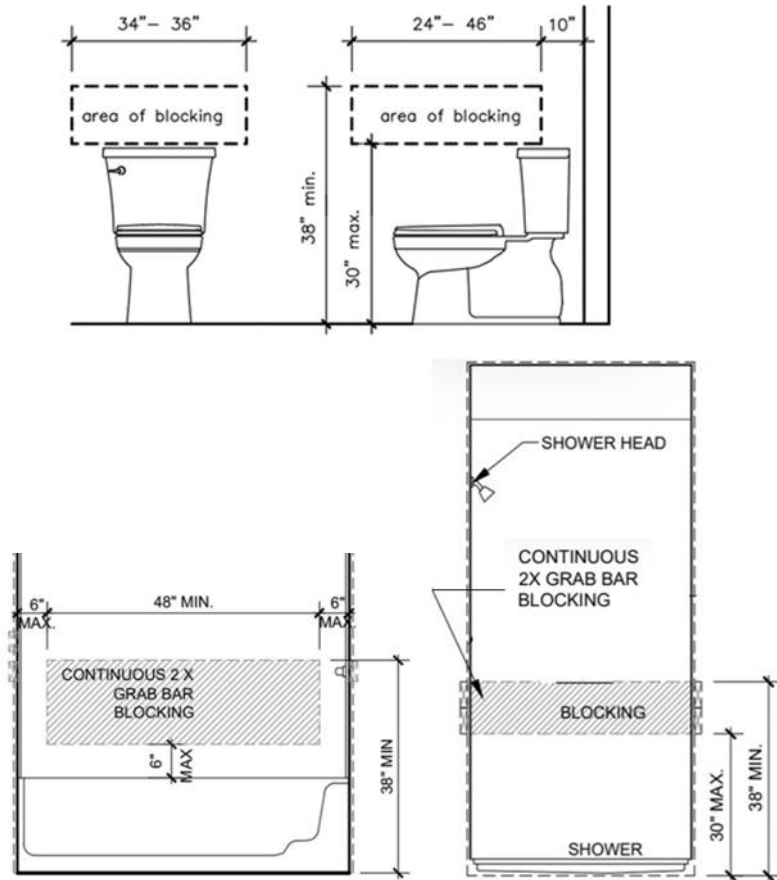 34"- 36"
24"- 46"
10"
area of blocking
area of blocking
38" min.
30" max.
SHOWER HEAD
CONTINUOUS
2X GRAB BAR
BLOCKING
6"
MAX.
48" MIN.
6"
MAX.
CONTINUOUS 2 X
GRAB BAR
BLOCKING
6"
MAX
38" MIN
BLOCKING
30" MAX.
38" MIN.
SHOWER